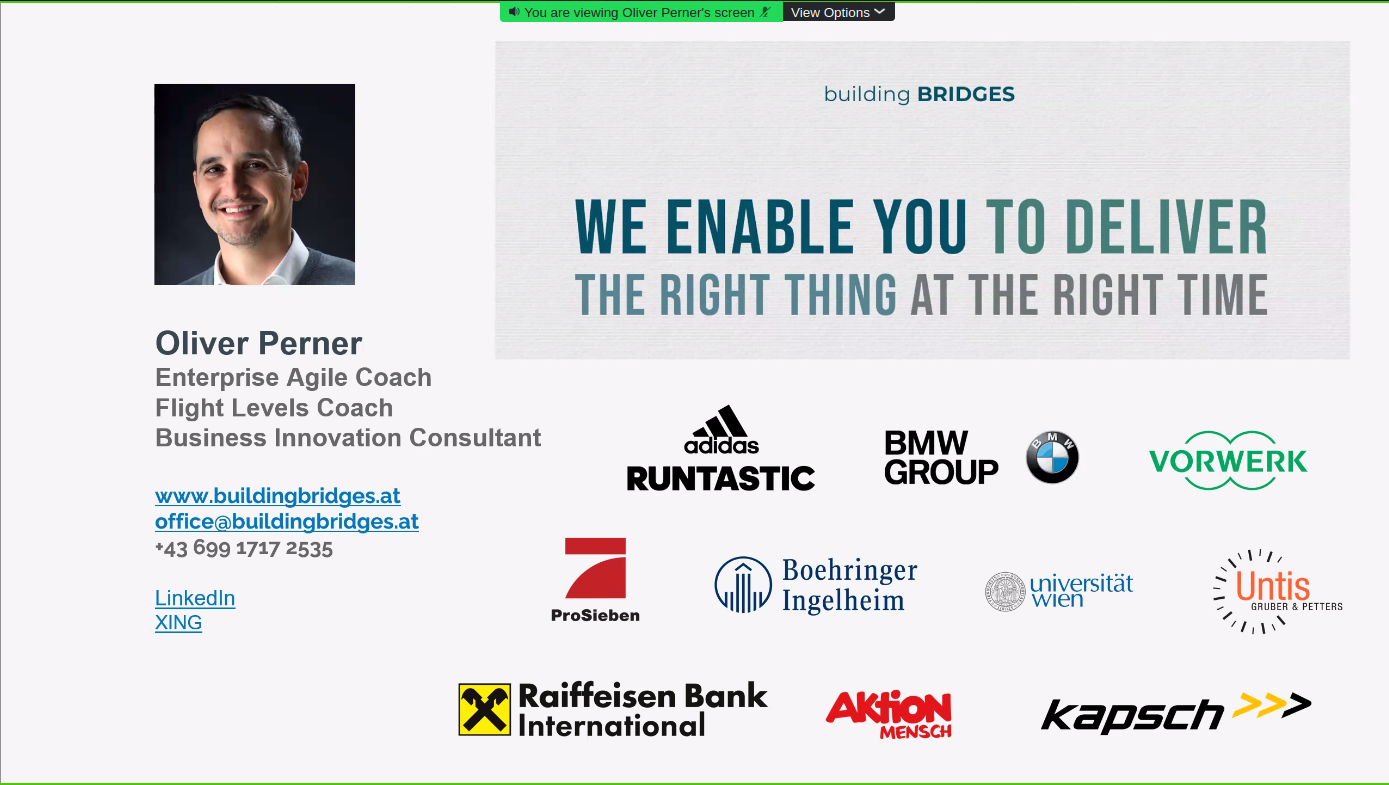 You are viewing Oliver Perner's screen View Options
building BRIDGES
WE ENABLE YOU TO DELIVER
THE RIGHT THING AT THE RIGHT TIME
Oliver Perner
Enterprise Agile Coach
Flight Levels Coach
Business Innovation Consultant
www.buildingbridges.at
office@buildingbridges.at
+43 699 1717 2535
LinkedIn
XING
adidas
RUNTASTIC
BMW
GROUP
BMW
VORWERK
ProSieben
Boehringer
Ingelheim
universität
wien
Untis
GRUBER & PETTERS
Raiffeisen Bank
International
AKtiON
MENSCH
kapsch